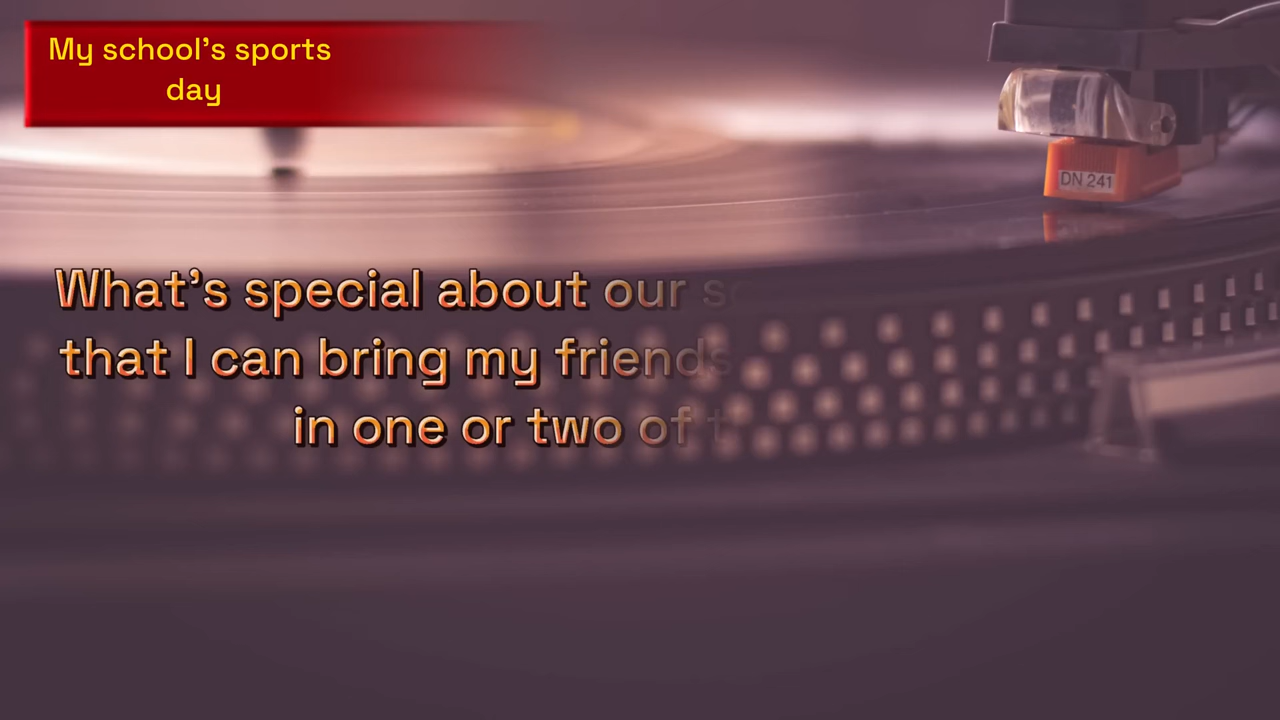 My school's sports
day
DN 241
What's special about our
that I can bring my friends
in one or two of